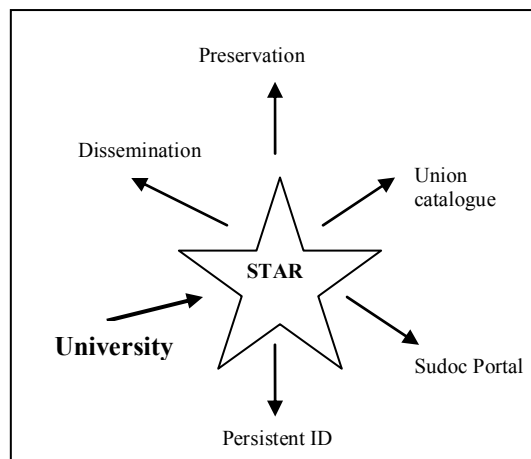 Preservation
Dissemination
Union
catalogue
STAR
University
Sudoc Portal
Persistent ID